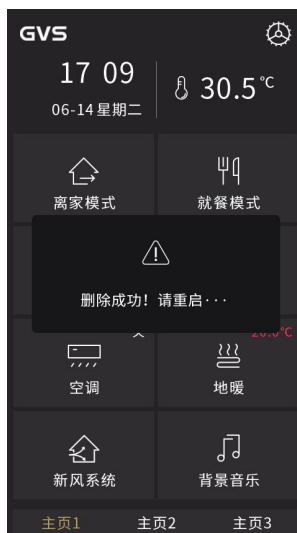 GVS
17 09
06-14 星期二
30.5℃
离家模式
就餐模式
删除成功！请重启···
空调
地暖
新风系统
背景音乐
主页1
主页2
主页3